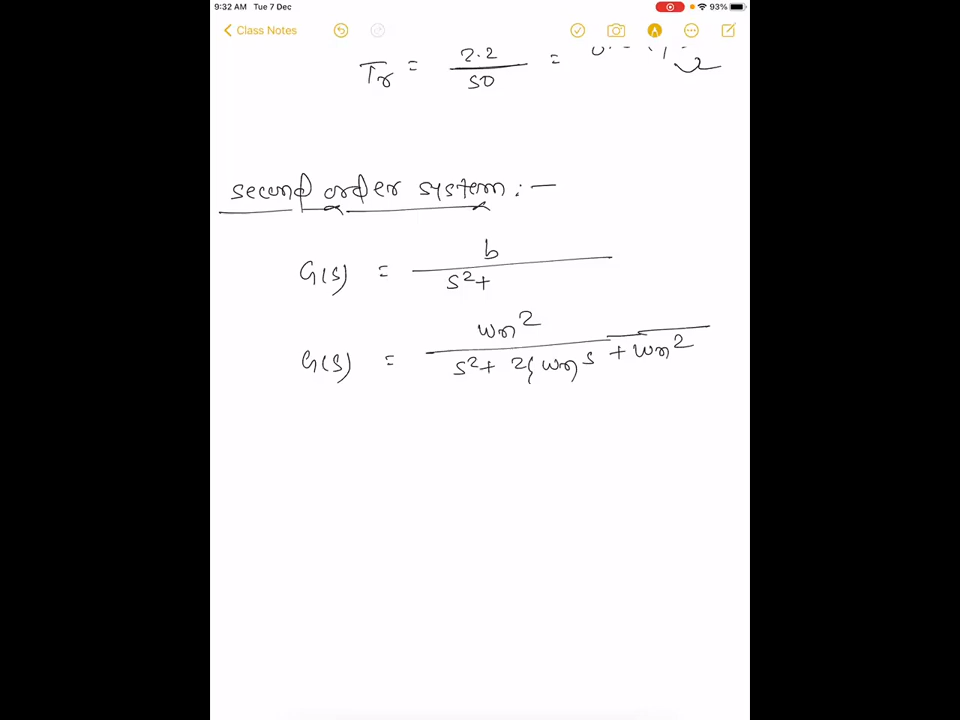 9:32 AM Tue 7 Dec 93%
Class Notes
Tr = 2.2 / 50 =
second order system :-
G(s) = b / s²+
G(s) = ωn² / s²+ 2ξωn s + ωn²